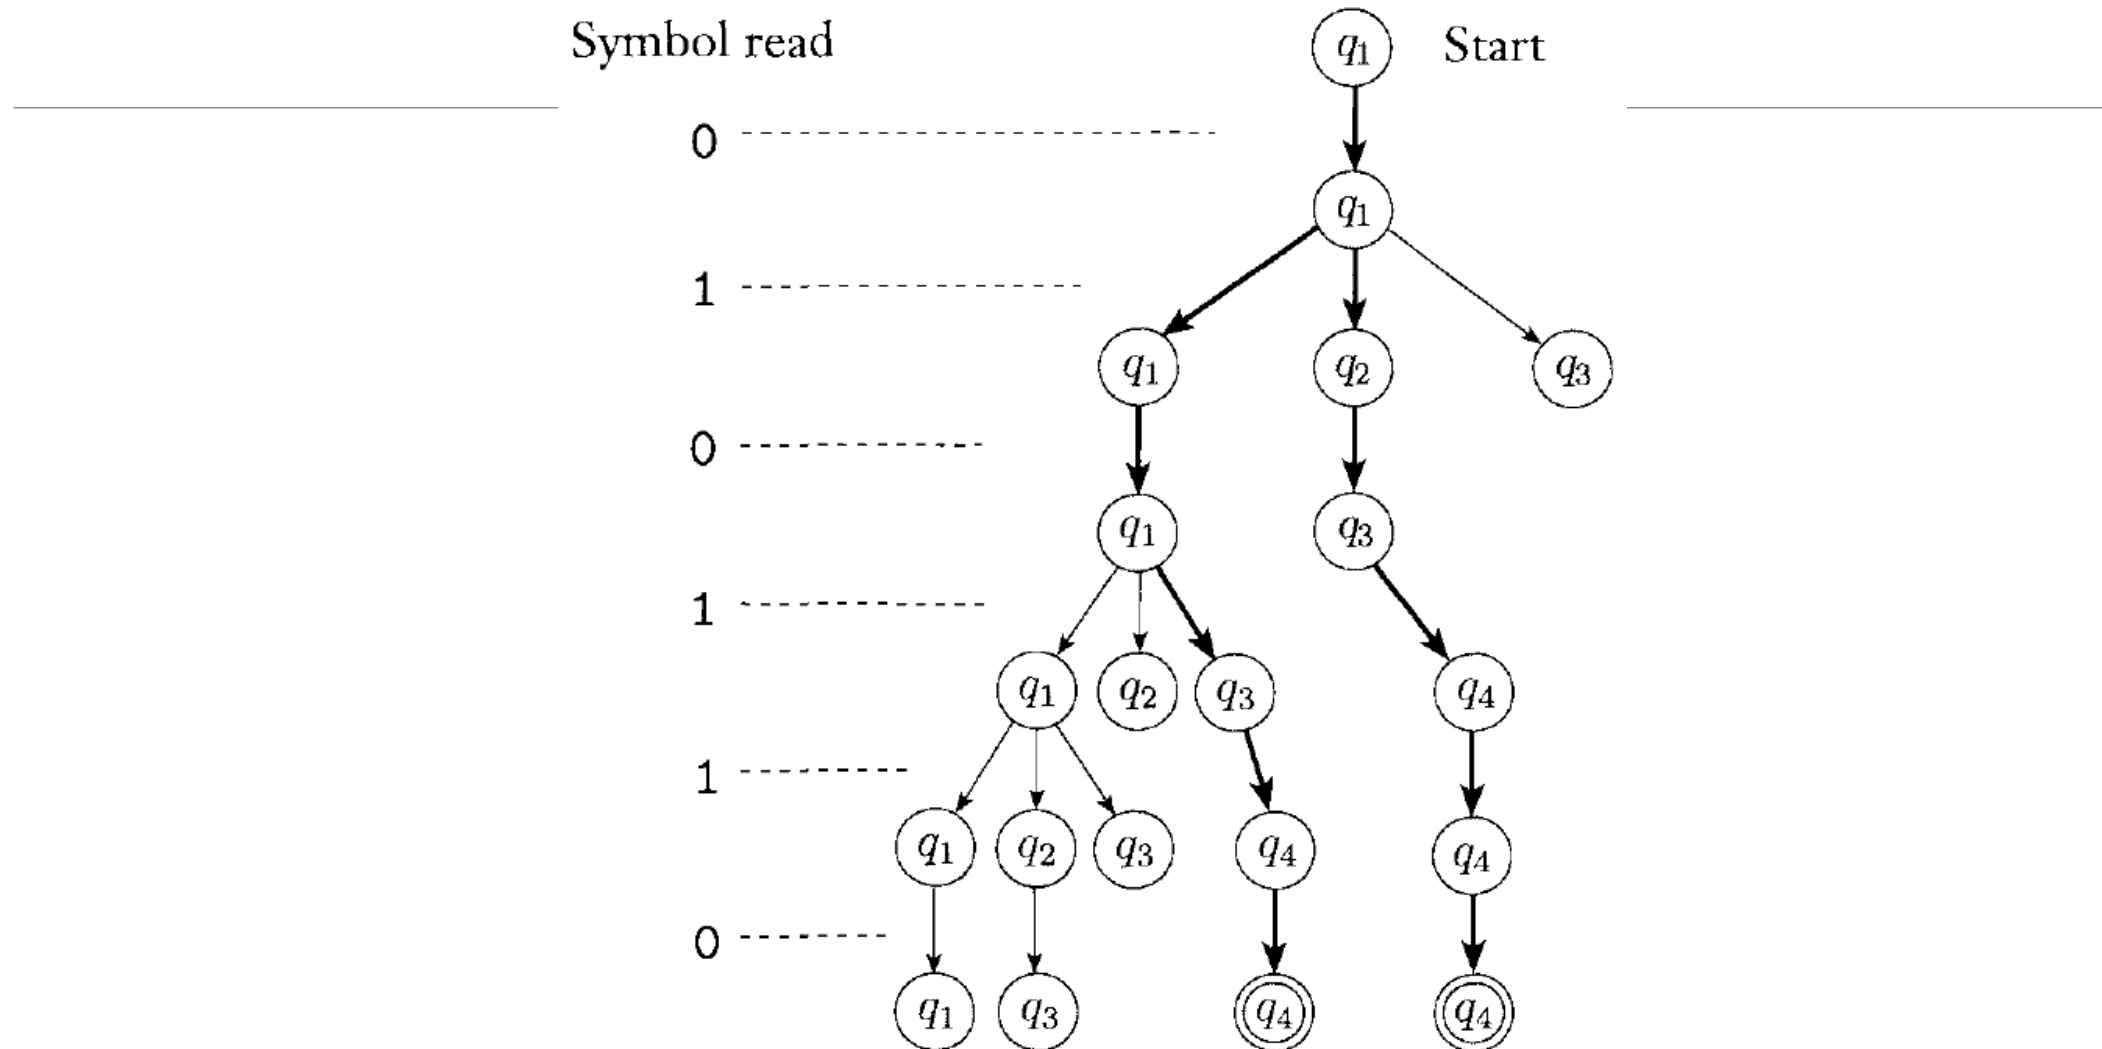 Symbol read q₁ Start
0
q₁
1
q₁ q₂ q₃
0
q₁ q₃
1
q₁ q₂ q₃ q₄
1
q₁ q₂ q₃ q₄ q₄
0
q₁ q₃ q₄ q₄